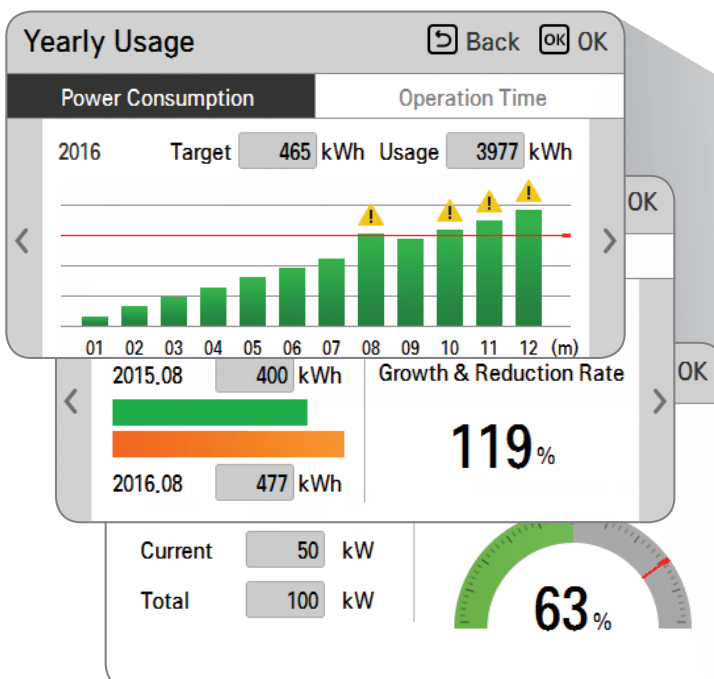 Yearly Usage Back OK OK
Power Consumption Operation Time
2016 Target 465 kWh Usage 3977 kWh
01 02 03 04 05 06 07 08 09 10 11 12 (m)
OK
2015.08 400 kWh Growth & Reduction Rate
119%
2016.08 477 kWh
OK
Current 50 kW
Total 100 kW
63%